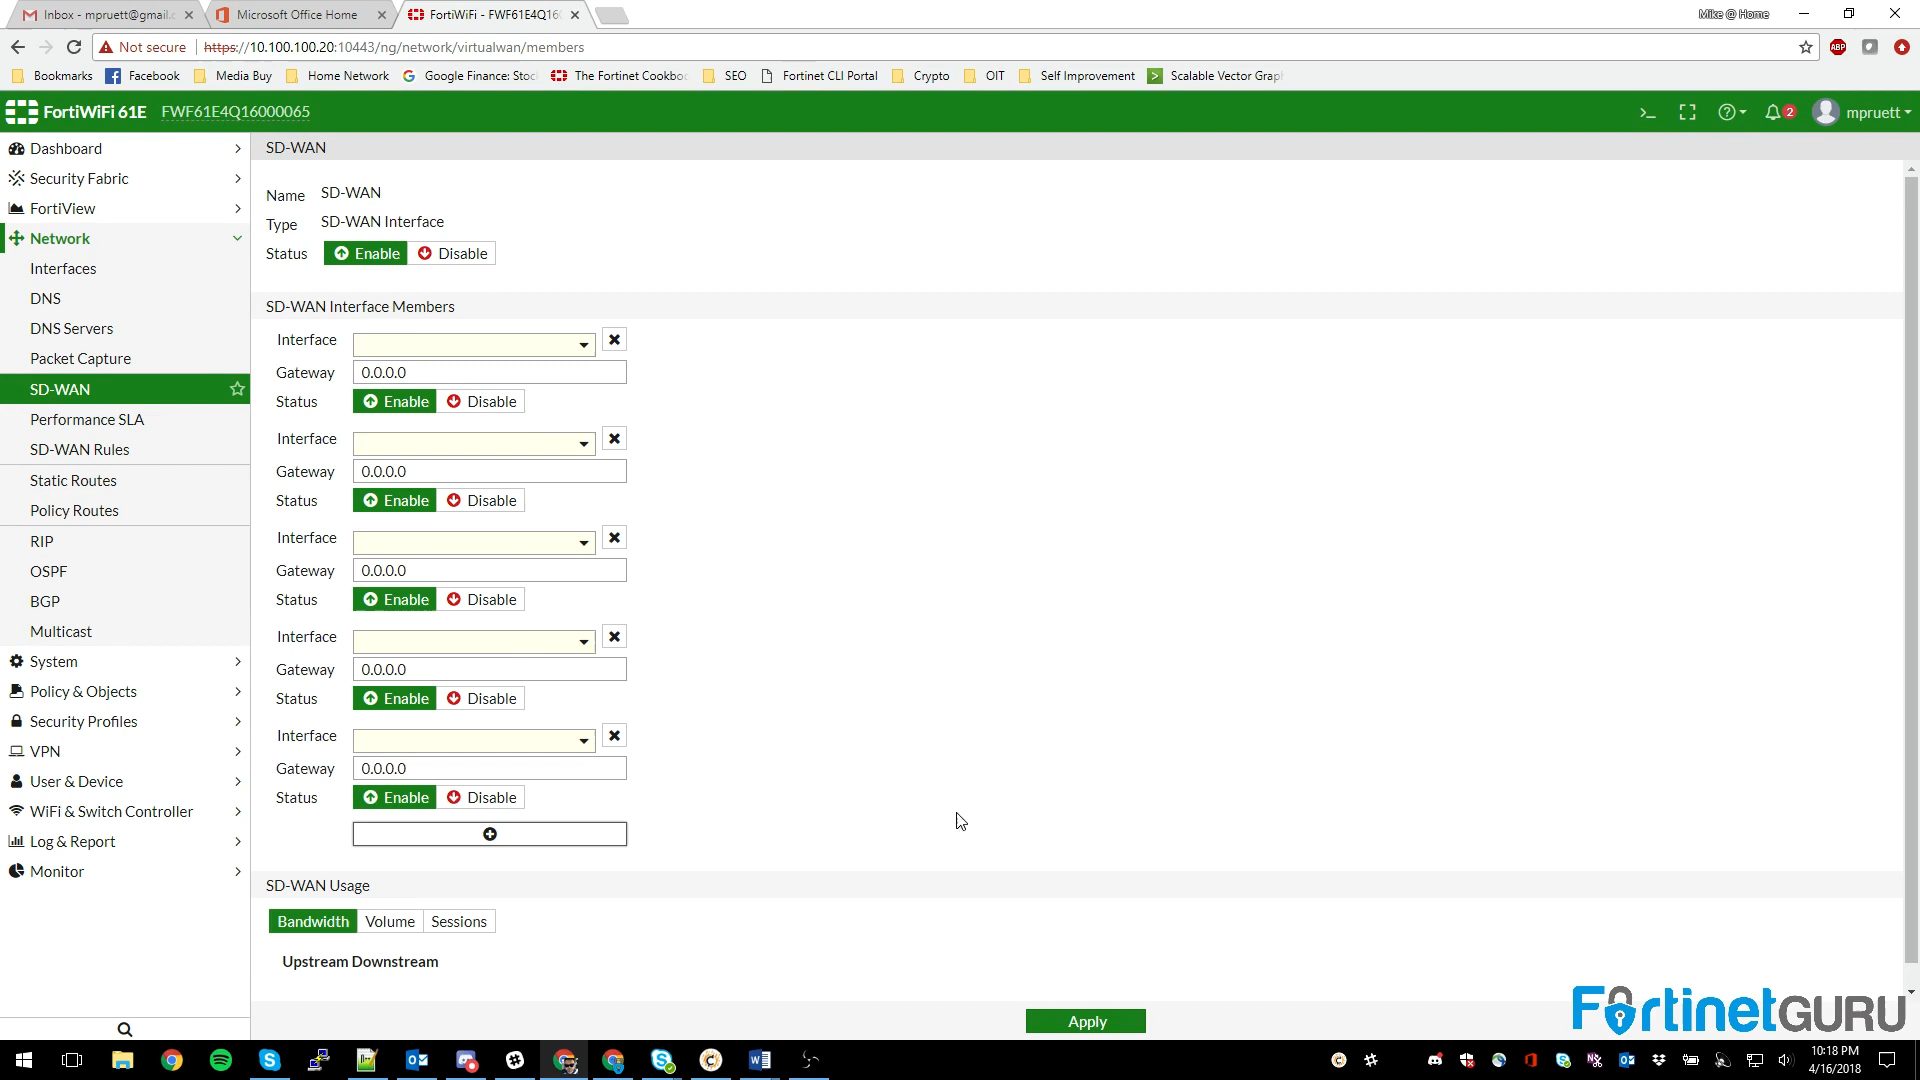 Inbox - mpruett@gmail.c
Microsoft Office Home
FortiWiFi - FWF61E4Q16
Mike @ Home
Not secure
https://10.100.100.20:10443/ng/network/virtualwan/members
ABP
Bookmarks
Facebook
Media Buy
Home Network
Google Finance: Stoc
The Fortinet Cookbo
SEO
Fortinet CLI Portal
Crypto
OIT
Self Improvement
Scalable Vector Grap
FortiWiFi 61E
FWF61E4Q16000065
2
mpruett
Dashboard
Security Fabric
FortiView
Network
Interfaces
DNS
DNS Servers
Packet Capture
SD-WAN
Performance SLA
SD-WAN Rules
Static Routes
Policy Routes
RIP
OSPF
BGP
Multicast
System
Policy & Objects
Security Profiles
VPN
User & Device
WiFi & Switch Controller
Log & Report
Monitor
SD-WAN
Name SD-WAN
Type SD-WAN Interface
Status Enable Disable
SD-WAN Interface Members
Interface
Gateway 0.0.0.0
Status Enable Disable
Interface
Gateway 0.0.0.0
Status Enable Disable
Interface
Gateway 0.0.0.0
Status Enable Disable
Interface
Gateway 0.0.0.0
Status Enable Disable
Interface
Gateway 0.0.0.0
Status Enable Disable
SD-WAN Usage
Bandwidth Volume Sessions
Upstream Downstream
Apply
FortinetGURU
10:18 PM
4/16/2018